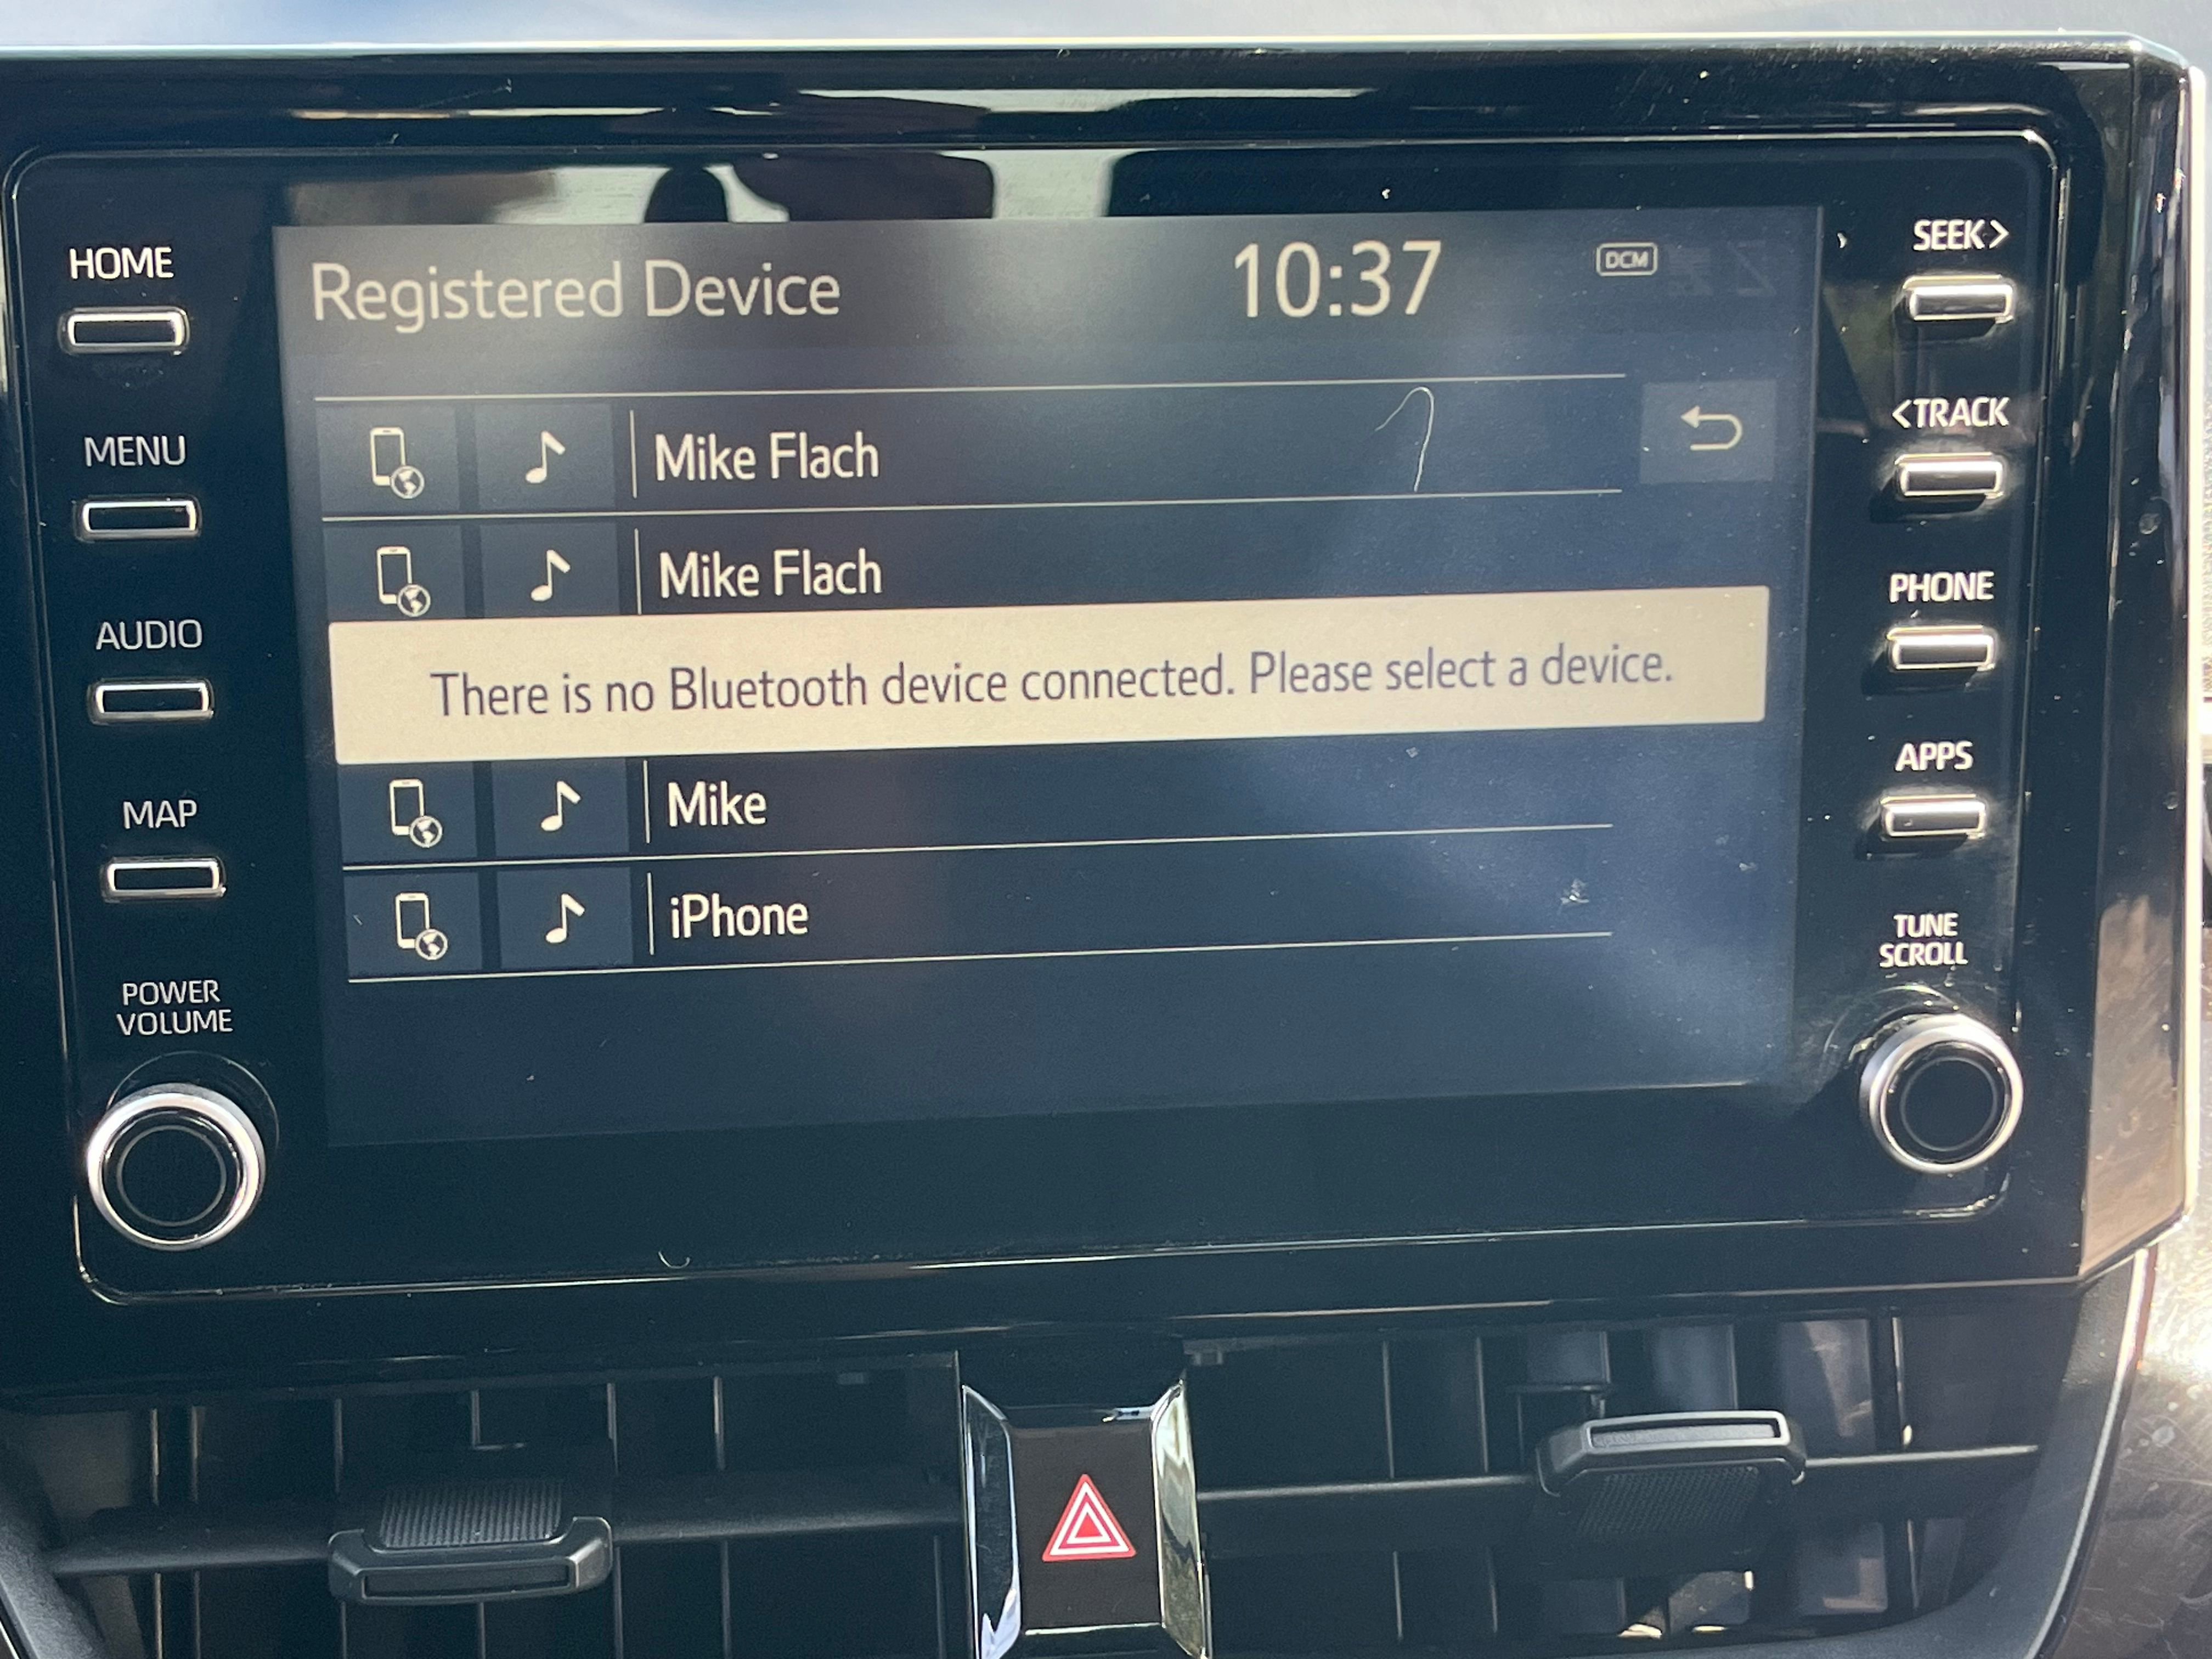 HOME
MENU
AUDIO
MAP
POWER
VOLUME
Registered Device
10:37
DCM
Mike Flach
Mike Flach
There is no Bluetooth device connected. Please select a device.
Mike
iPhone
SEEK>
<TRACK
PHONE
APPS
TUNE
SCROLL